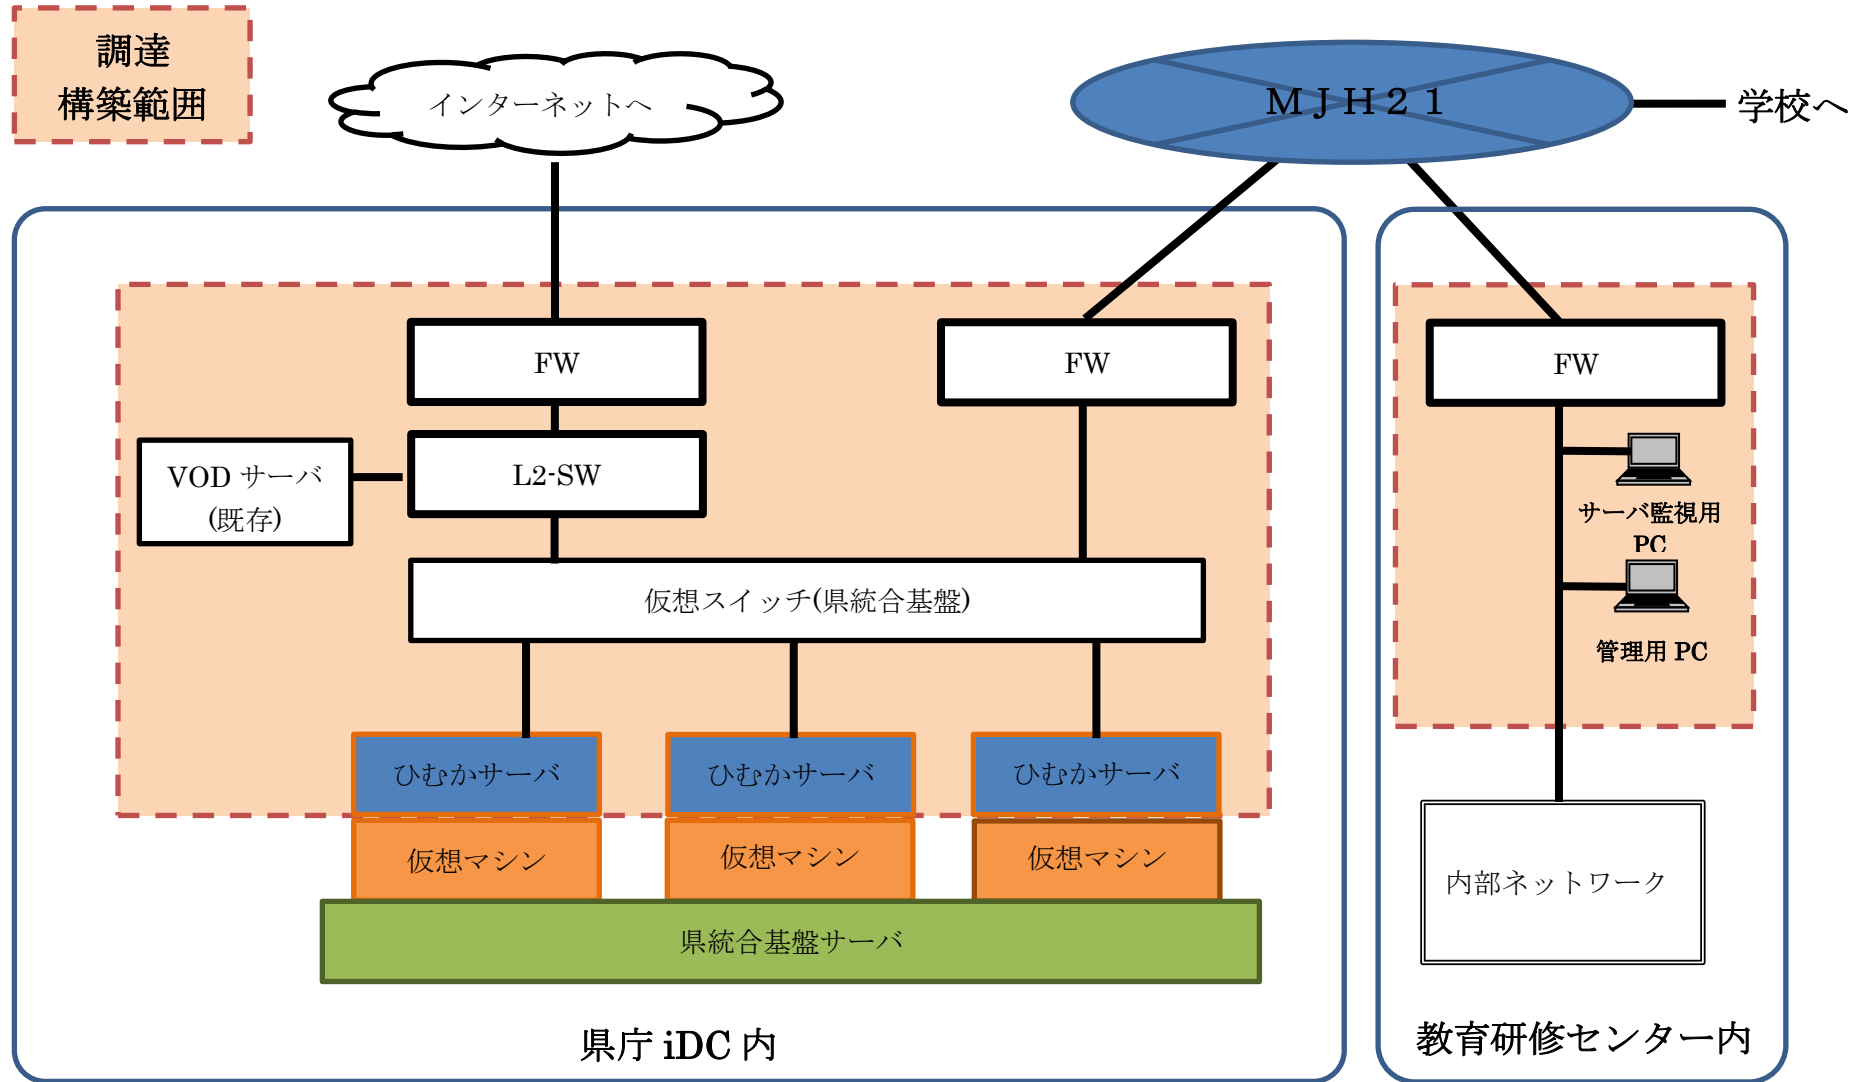 調達
構築範囲
インターネットへ
ＭＪＨ２１
学校へ
FW
FW
FW
VOD サーバ
(既存)
L2-SW
サーバ監視用
PC
仮想スイッチ(県統合基盤)
管理用 PC
ひむかサーバ
ひむかサーバ
ひむかサーバ
仮想マシン
仮想マシン
仮想マシン
内部ネットワーク
県統合基盤サーバ
県庁 iDC 内
教育研修センター内